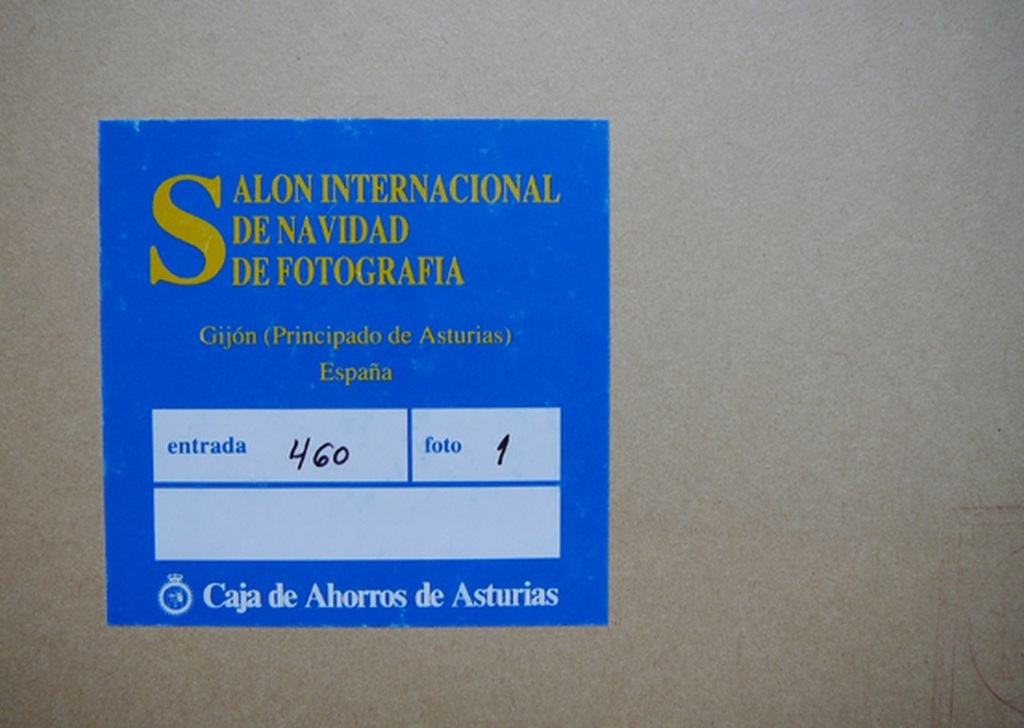 SALON INTERNACIONAL
DE NAVIDAD
DE FOTOGRAFIA
Gijón (Principado de Asturias)
España
entrada 460 foto 1
Caja de Ahorros de Asturias